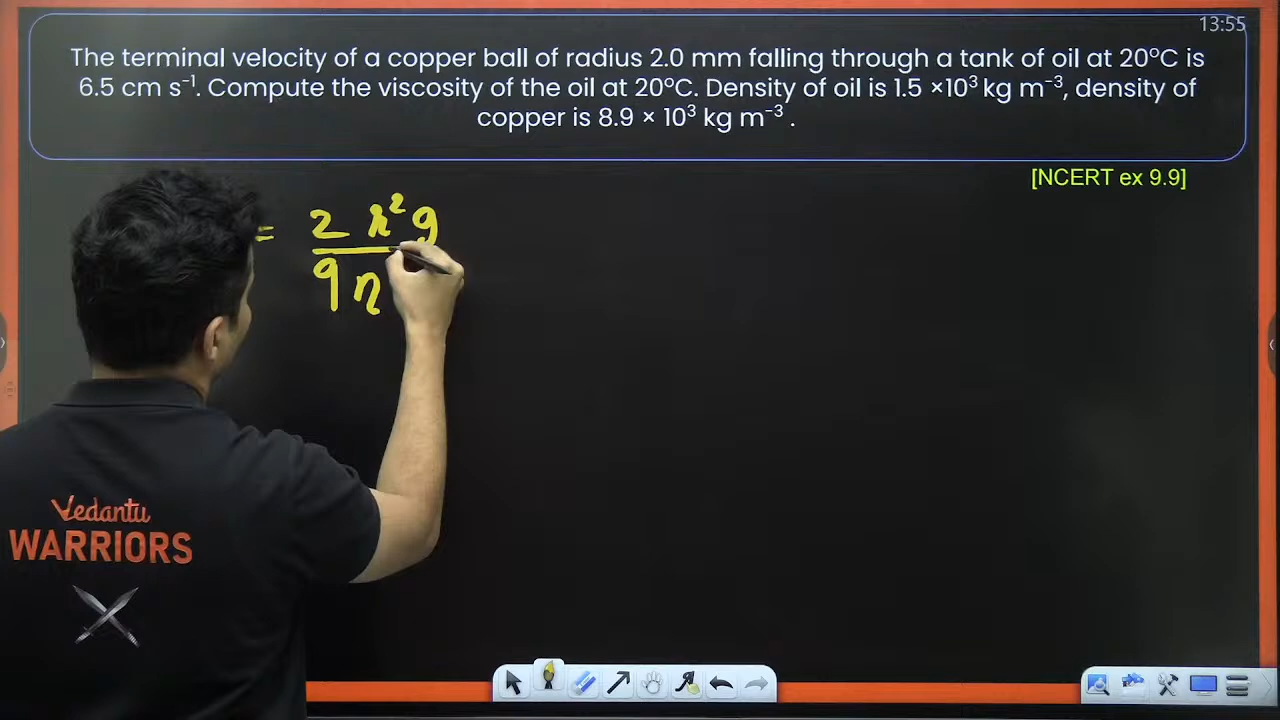 13:55
The terminal velocity of a copper ball of radius 2.0 mm falling through a tank of oil at 20°C is
6.5 cm s⁻¹. Compute the viscosity of the oil at 20°C. Density of oil is 1.5 ×10³ kg m⁻³, density of
copper is 8.9 × 10³ kg m⁻³ .
[NCERT ex 9.9]
= 2 r² g
9 η
Vedantu
WARRIORS